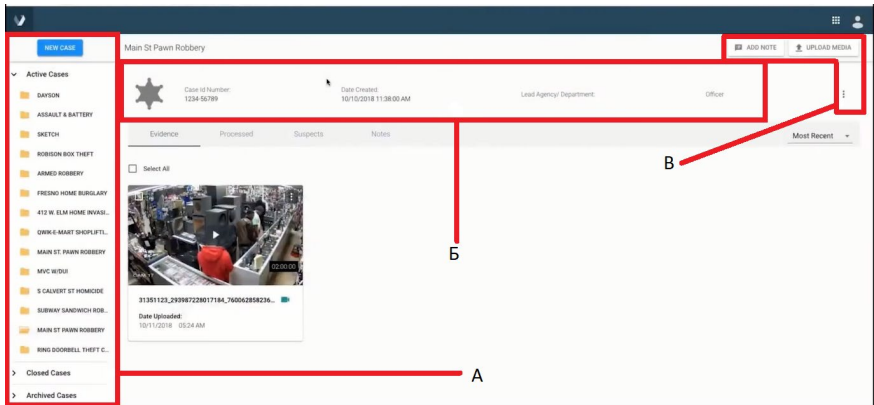 NEW CASE
Main St Pawn Robbery
ADD NOTE
UPLOAD MEDIA
Active Cases
DAYSON
ASSAULT & BATTERY
SKETCH
ROBISON BOX THEFT
ARMED ROBBERY
FRESNO HOME BURGLARY
412 W. ELM HOME INVASI...
QWIK-E-MART SHOPLIFTI...
MAIN ST. PAWN ROBBERY
MVC W/DUI
S CALVERT ST HOMICIDE
SUBWAY SANDWICH ROB...
MAIN ST PAWN ROBBERY
RING DOORBELL THEFT C...
Closed Cases
Archived Cases
Case Id Number:
1234-56789
Date Created:
10/10/2018 11:38:00 AM
Lead Agency/ Department:
Officer
Evidence
Processed
Suspects
Notes
Most Recent
Select All
02:00:00
31351123_293987228017184_760062858236...
Date Uploaded:
10/11/2018 05:24 AM
А
Б
В